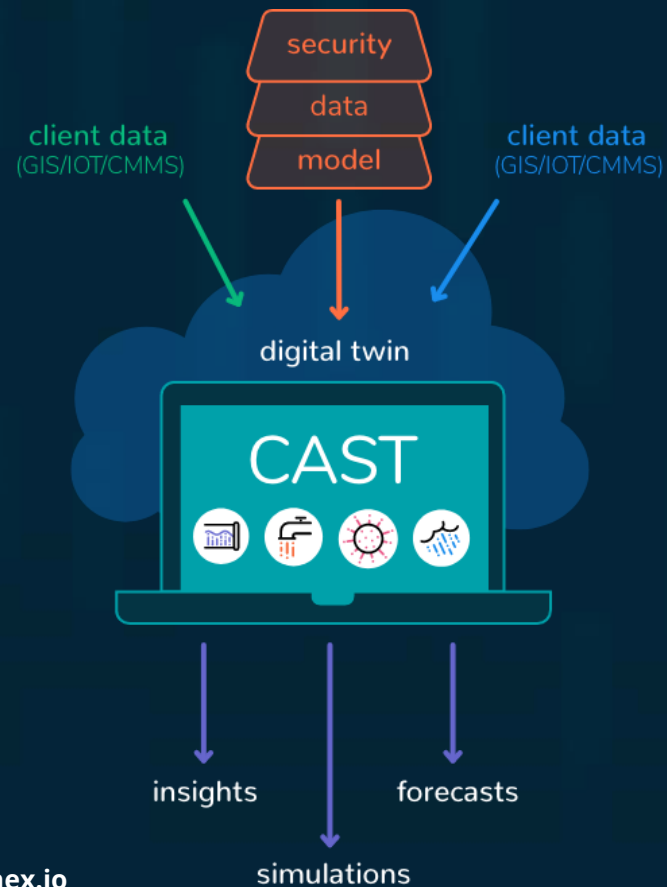 security
data
model
client data
(GIS/IOT/CMMS)
client data
(GIS/IOT/CMMS)
digital twin
CAST
insights
forecasts
simulations